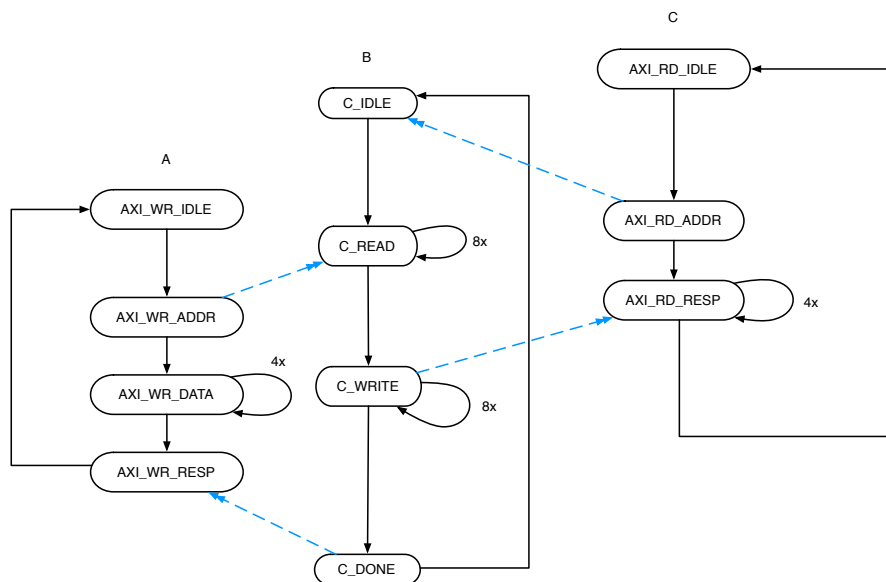 C
B
AXI_RD_IDLE
C_IDLE
A
AXI_WR_IDLE
AXI_RD_ADDR
C_READ
8x
AXI_RD_RESP
4x
AXI_WR_ADDR
4x
C_WRITE
AXI_WR_DATA
8x
AXI_WR_RESP
C_DONE